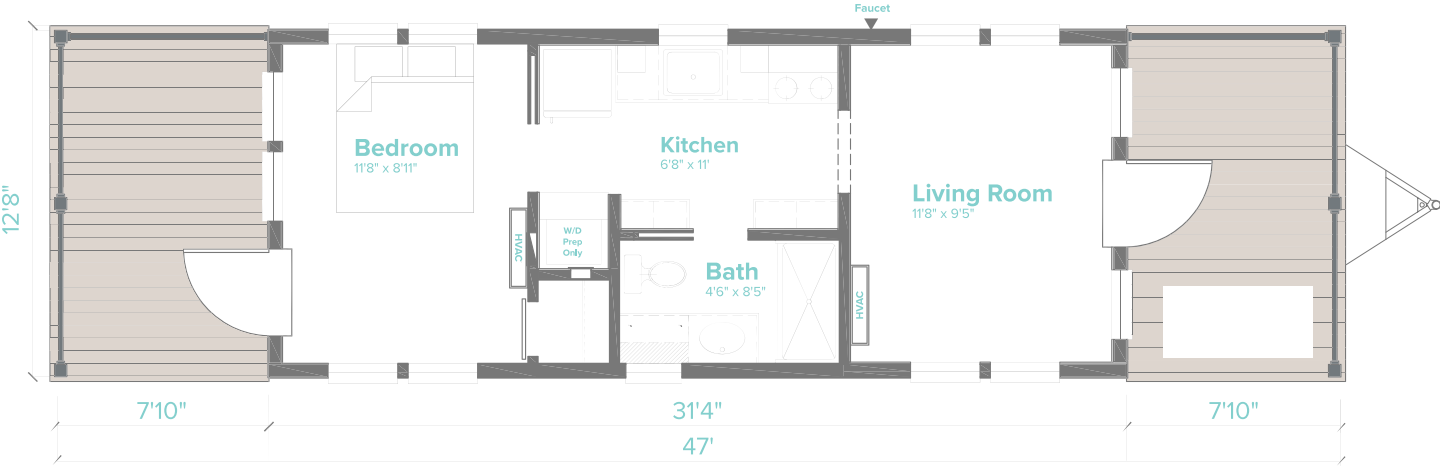 Faucet
Bedroom
11'8" x 8'11"
Kitchen
6'8" x 11'
Living Room
11'8" x 9'5"
12'8"
HVAC
W/D
Prep
Only
Bath
4'6" x 8'5"
HVAC
7'10"
31'4"
7'10"
47'